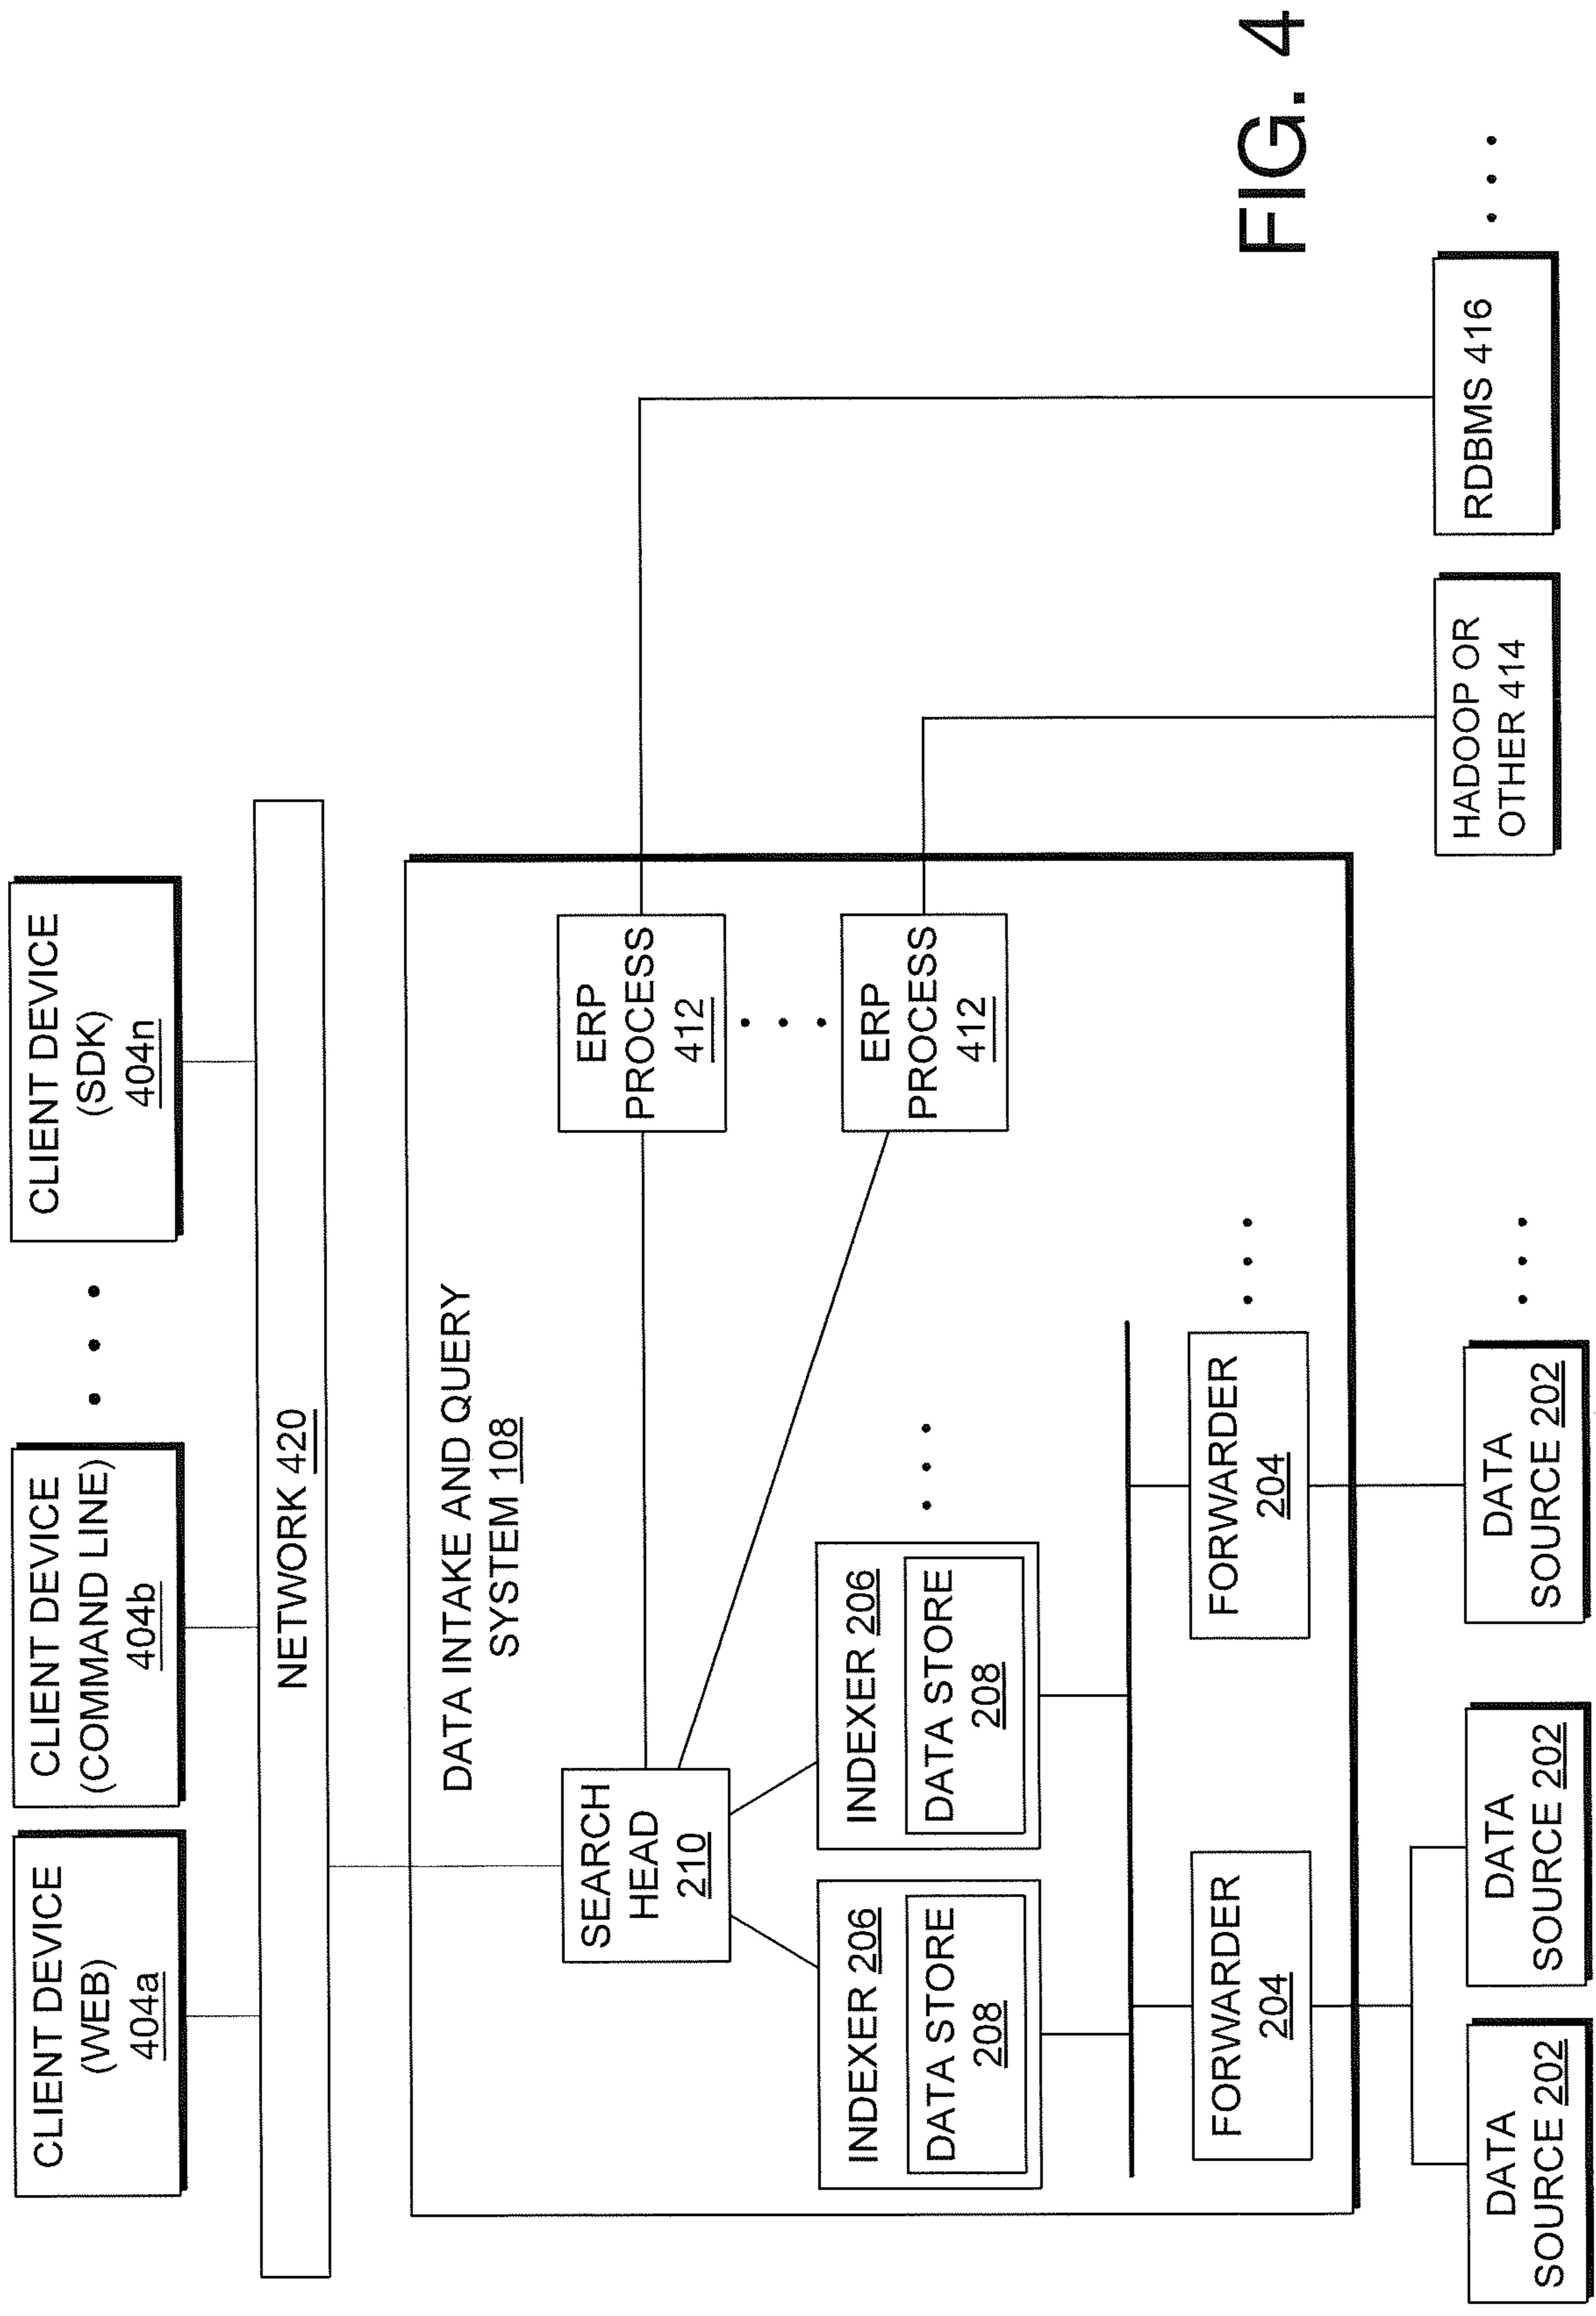 CLIENT DEVICE
(WEB)
404a
CLIENT DEVICE
(COMMAND LINE)
404b
CLIENT DEVICE
(SDK)
404n
NETWORK 420
DATA INTAKE AND QUERY
SYSTEM 108
SEARCH
HEAD
210
ERP
PROCESS
412
INDEXER 206
DATA STORE
208
INDEXER 206
DATA STORE
208
ERP
PROCESS
412
FORWARDER
204
FORWARDER
204
DATA
SOURCE 202
DATA
SOURCE 202
DATA
SOURCE 202
HADOOP OR
OTHER 414
RDBMS 416
FIG. 4